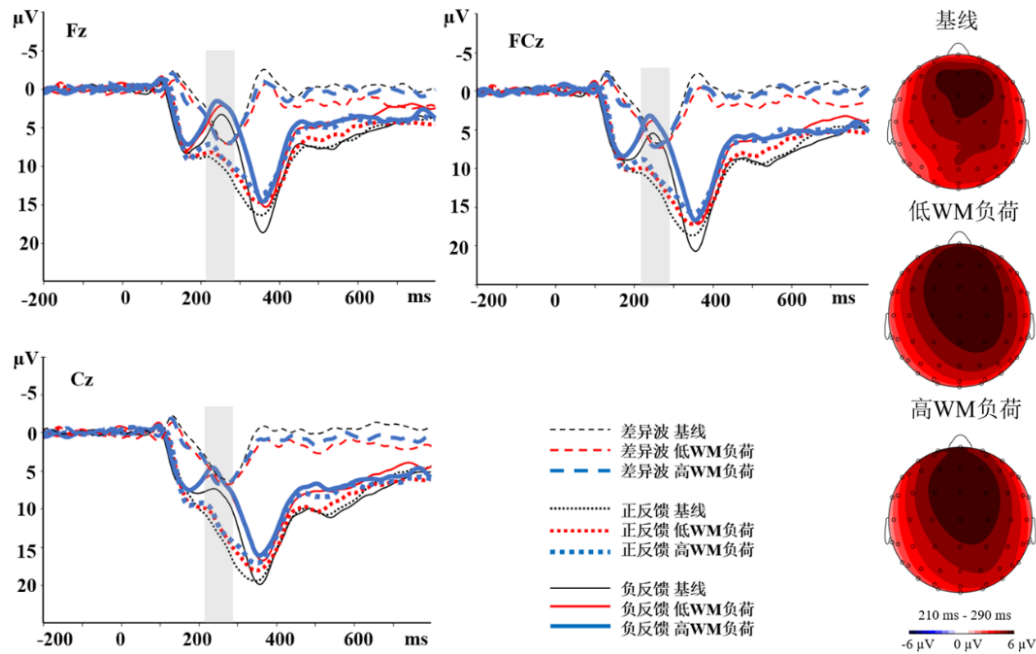 μV
Fz
-5
0
5
10
15
20
-200
0
200
400
600
ms
μV
FCz
-5
0
5
10
15
20
-200
0
200
400
600
ms
基线
低WM负荷
高WM负荷
210 ms - 290 ms
-6 μV
0 μV
6 μV
μV
Cz
-5
0
5
10
15
20
-200
0
200
400
600
ms
差异波 基线
差异波 低WM负荷
差异波 高WM负荷
正反馈 基线
正反馈 低WM负荷
正反馈 高WM负荷
负反馈 基线
负反馈 低WM负荷
负反馈 高WM负荷